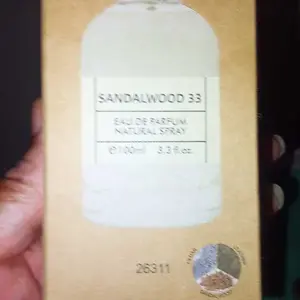 SANDALWOOD 33
EAU DE PARFUM
NATURAL SPRAY
℮100ml 3.3 fl.oz.
26311